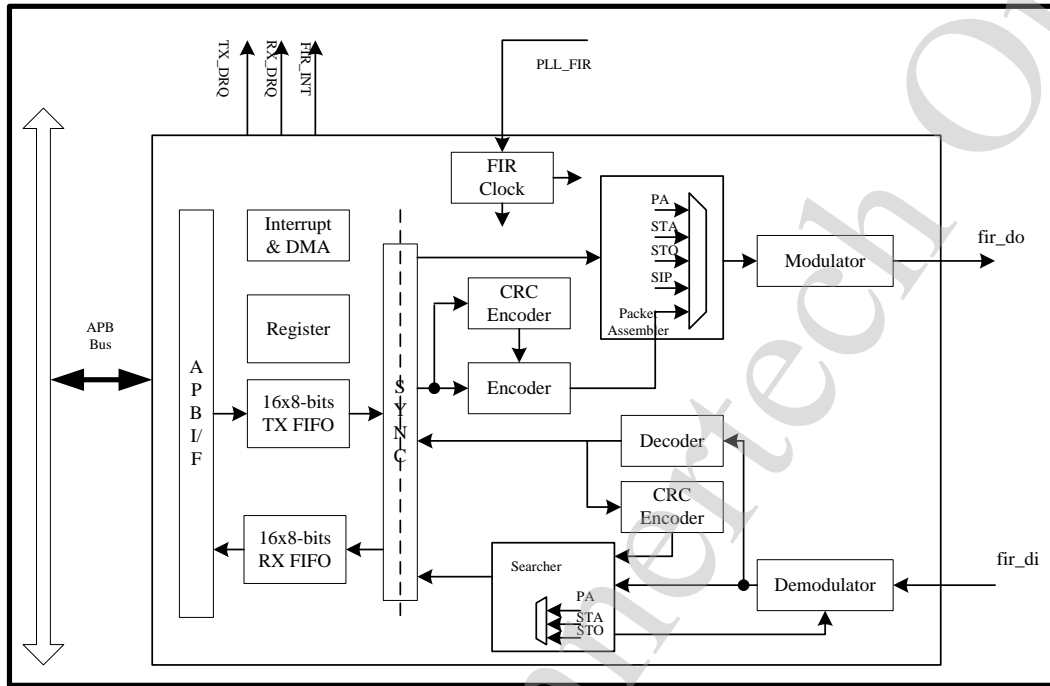 TX_DRQ
RX_DRQ
FIR_INT
PLL_FIR
FIR
Clock
PA
STA
STO
SIP
Packet
Assembler
Modulator
fir_do
Interrupt
& DMA
CRC
Encoder
Register
APB
Bus
A
P
B
I/
F
16x8-bits
TX FIFO
S
Y
N
C
Encoder
Decoder
CRC
Encoder
16x8-bits
RX FIFO
Searcher
PA
STA
STO
Demodulator
fir_di